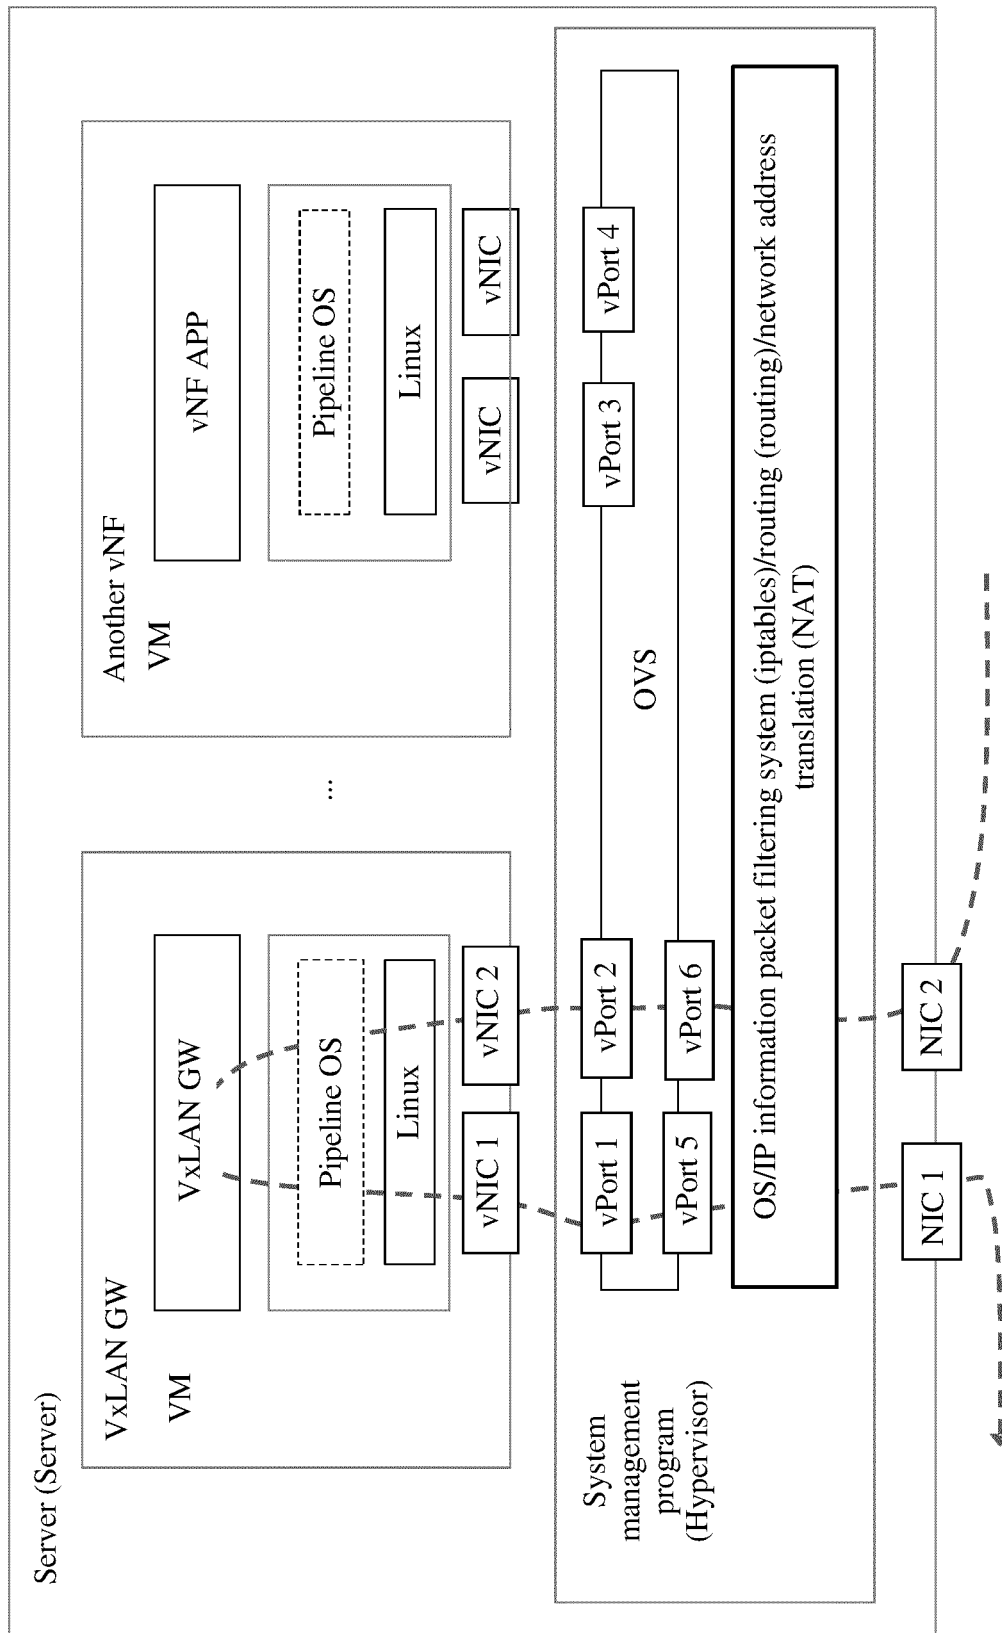 Server (Server)
VxLAN GW
VM
VxLAN GW
Pipeline OS
Linux
vNIC 1
vNIC 2
...
Another vNF
VM
vNF APP
Pipeline OS
Linux
vNIC
vNIC
System
management
program
(Hypervisor)
vPort 1
vPort 2
vPort 3
vPort 4
OVS
vPort 5
vPort 6
OS/IP information packet filtering system (iptables)/routing (routing)/network address
translation (NAT)
NIC 1
NIC 2